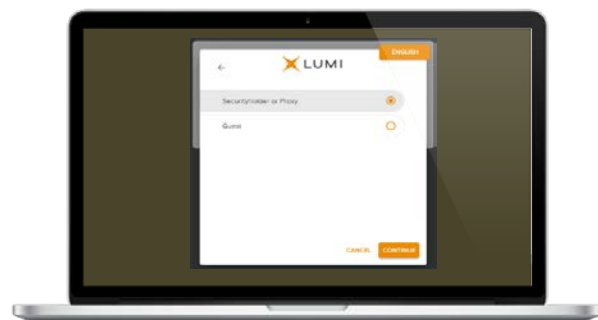 ENGLISH
LUMI
Securityholder or Proxy
Guest
CANCEL CONTINUE